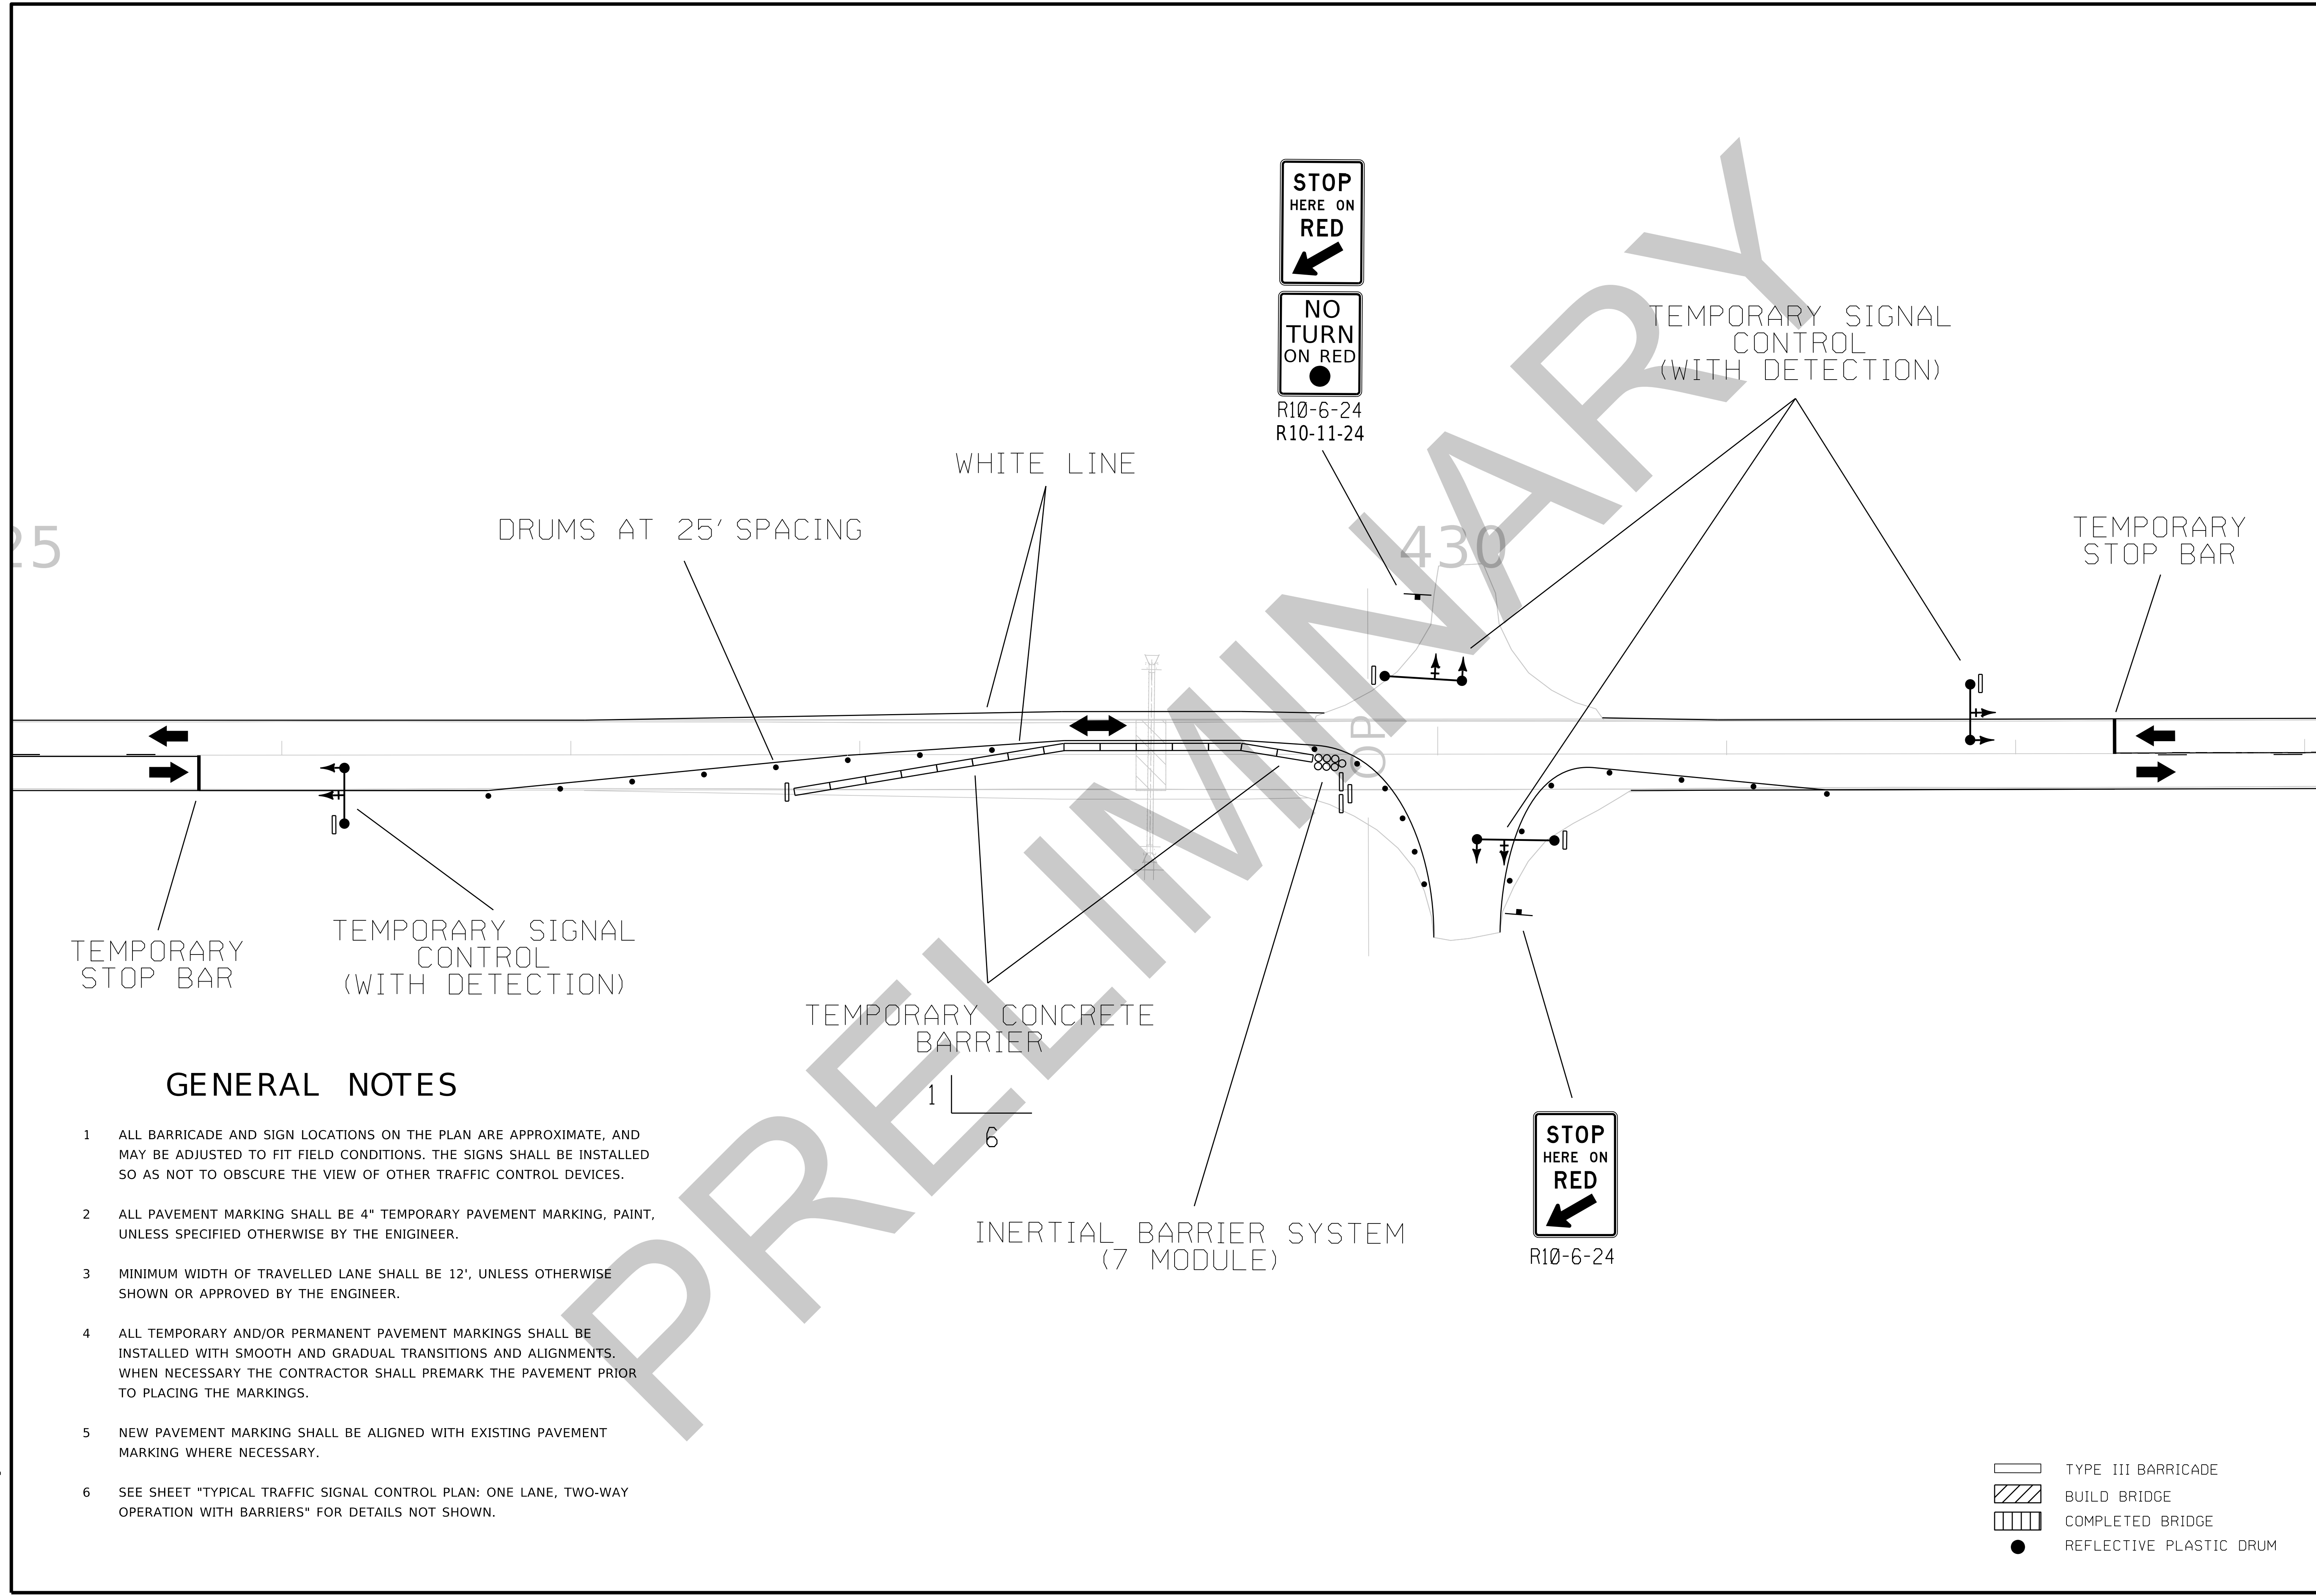 STOP
HERE ON
RED
NO
TURN
ON RED
R10-6-24
R10-11-24
TEMPORARY SIGNAL
CONTROL
(WITH DETECTION)
WHITE LINE
DRUMS AT 25' SPACING
25
430
TEMPORARY
STOP BAR
OP
TEMPORARY
STOP BAR
TEMPORARY SIGNAL
CONTROL
(WITH DETECTION)
TEMPORARY CONCRETE
BARRIER
1
6
INERTIAL BARRIER SYSTEM
(7 MODULE)
STOP
HERE ON
RED
R10-6-24
PRELIMINARY
GENERAL NOTES
1 ALL BARRICADE AND SIGN LOCATIONS ON THE PLAN ARE APPROXIMATE, AND
MAY BE ADJUSTED TO FIT FIELD CONDITIONS. THE SIGNS SHALL BE INSTALLED
SO AS NOT TO OBSCURE THE VIEW OF OTHER TRAFFIC CONTROL DEVICES.
2 ALL PAVEMENT MARKING SHALL BE 4" TEMPORARY PAVEMENT MARKING, PAINT,
UNLESS SPECIFIED OTHERWISE BY THE ENIGINEER.
3 MINIMUM WIDTH OF TRAVELLED LANE SHALL BE 12', UNLESS OTHERWISE
SHOWN OR APPROVED BY THE ENGINEER.
4 ALL TEMPORARY AND/OR PERMANENT PAVEMENT MARKINGS SHALL BE
INSTALLED WITH SMOOTH AND GRADUAL TRANSITIONS AND ALIGNMENTS.
WHEN NECESSARY THE CONTRACTOR SHALL PREMARK THE PAVEMENT PRIOR
TO PLACING THE MARKINGS.
5 NEW PAVEMENT MARKING SHALL BE ALIGNED WITH EXISTING PAVEMENT
MARKING WHERE NECESSARY.
6 SEE SHEET "TYPICAL TRAFFIC SIGNAL CONTROL PLAN: ONE LANE, TWO-WAY
OPERATION WITH BARRIERS" FOR DETAILS NOT SHOWN.
TYPE III BARRICADE
BUILD BRIDGE
COMPLETED BRIDGE
REFLECTIVE PLASTIC DRUM